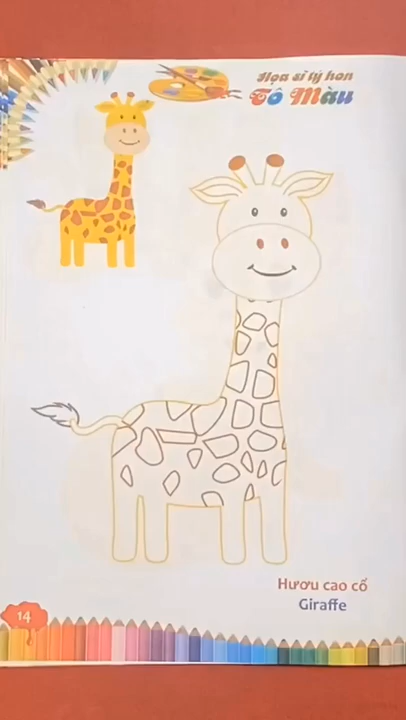 Họa sĩ tý hon
Tô Màu
Hươu cao cổ
Giraffe
14